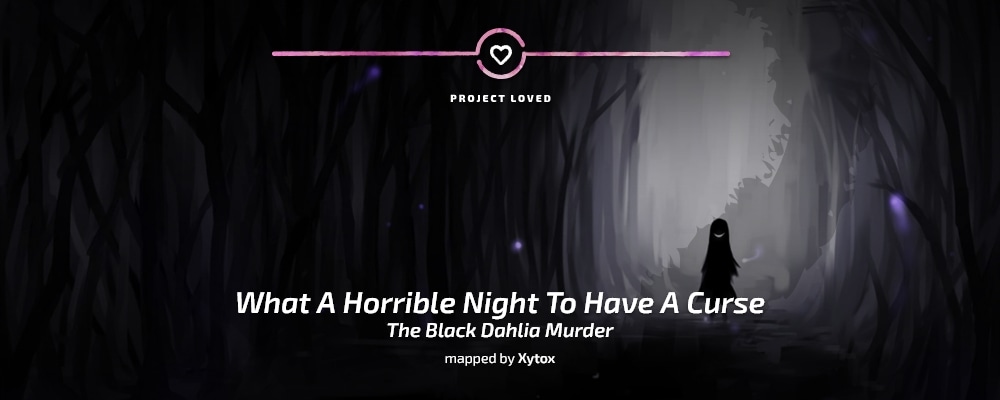 PROJECT LOVED
What A Horrible Night To Have A Curse
The Black Dahlia Murder
mapped by Xytox